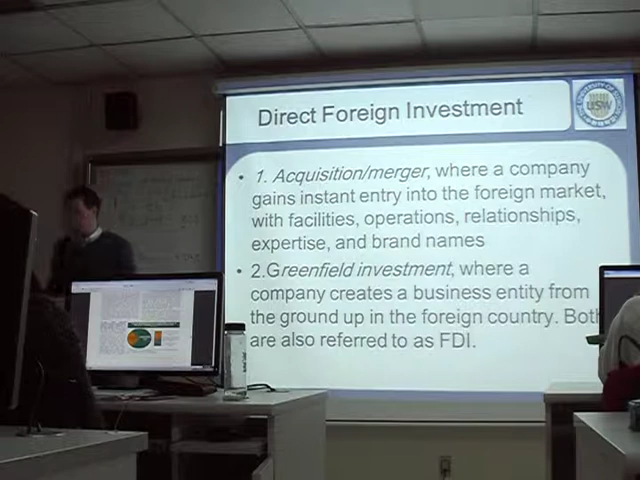 Direct Foreign Investment
USW
• 1. Acquisition/merger, where a company
gains instant entry into the foreign market,
with facilities, operations, relationships,
expertise, and brand names
• 2.Greenfield investment, where a
company creates a business entity from
the ground up in the foreign country. Both
are also referred to as FDI.